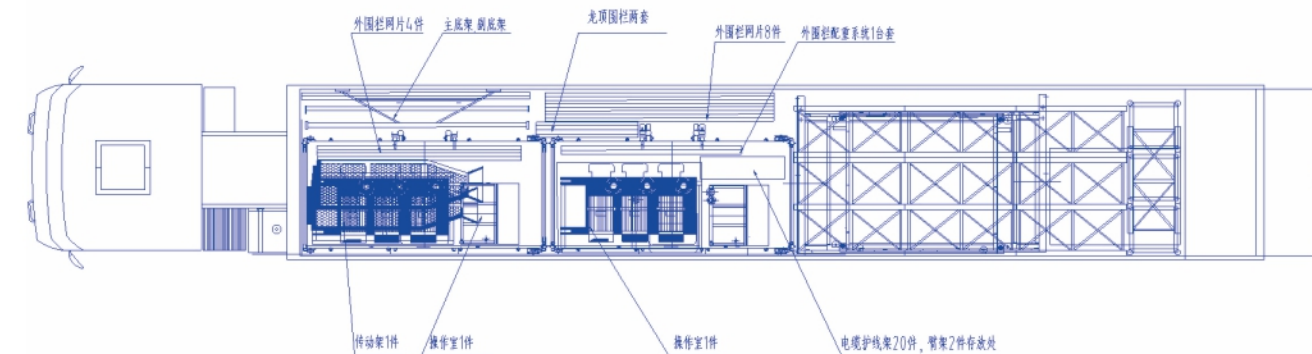 外围栏网片4件
主底架、副底架
龙顶围栏两套
外围栏网片8件
外围栏配重系统1台套
传动架1件
操作室1件
操作室1件
电缆护线架20件，臂架2件存放处